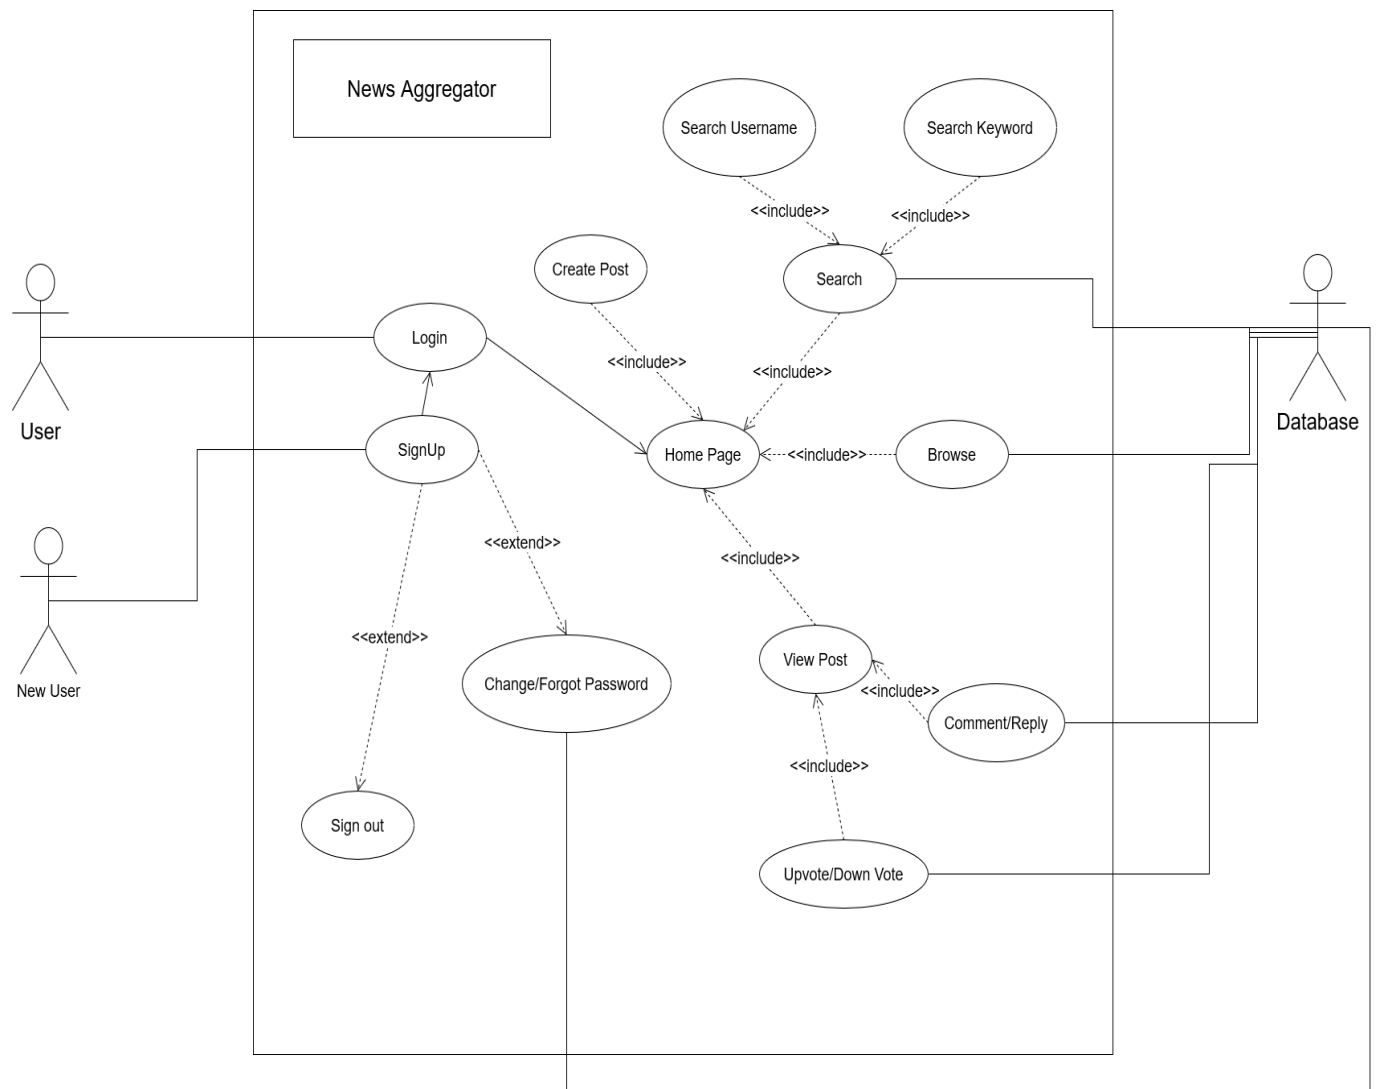 News Aggregator
Search Username
Search Keyword
<<include>>
<<include>>
Create Post
Search
Login
<<include>>
<<include>>
User
Database
SignUp
Home Page
<<include>>
Browse
<<extend>>
<<include>>
<<extend>>
View Post
<<include>>
New User
Change/Forgot Password
Comment/Reply
<<include>>
Sign out
Upvote/Down Vote